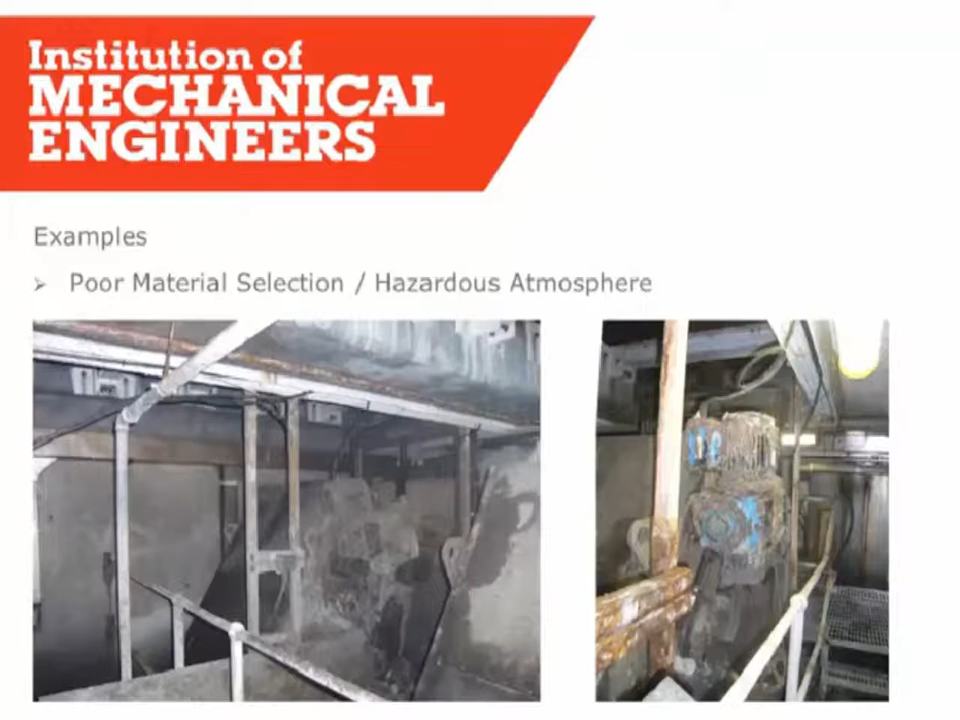 Institution of
MECHANICAL
ENGINEERS
Examples
➢ Poor Material Selection / Hazardous Atmosphere